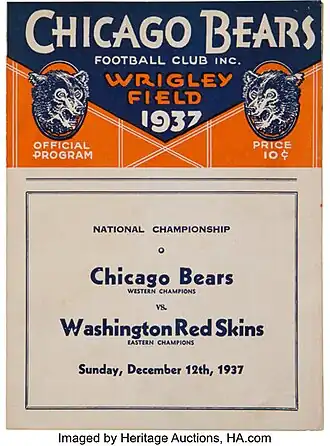 CHICAGO BEARS
FOOTBALL CLUB INC.
WRIGLEY
FIELD
1937
OFFICIAL
PROGRAM
PRICE
10¢
NATIONAL CHAMPIONSHIP
Chicago Bears
WESTERN CHAMPIONS
VS.
Washington Red Skins
EASTERN CHAMPIONS
Sunday, December 12th, 1937
Imaged by Heritage Auctions, HA.com